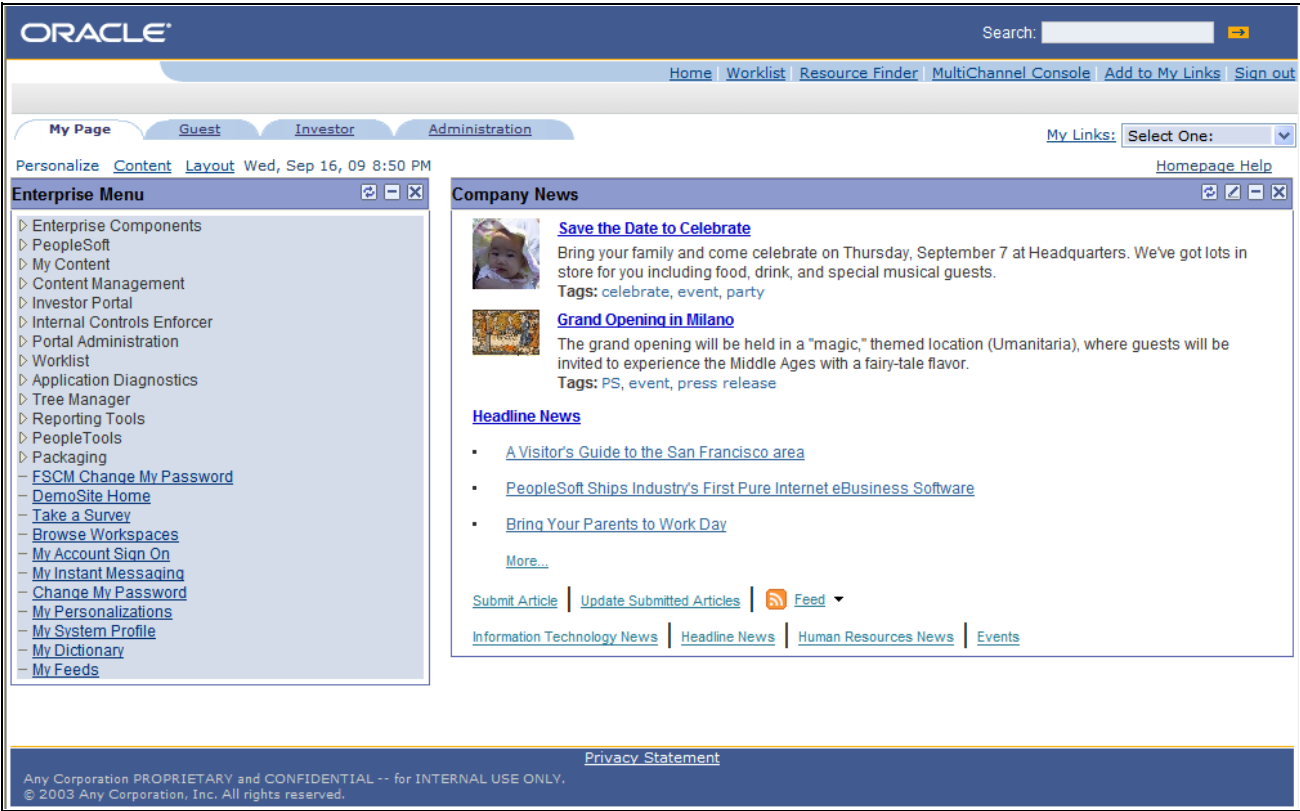 ORACLE
Search:
Home | Worklist | Resource Finder | MultiChannel Console | Add to My Links | Sign out
My Page Guest Investor Administration
My Links: Select One:
Personalize Content Layout Wed, Sep 16, 09 8:50 PM
Homepage Help
Enterprise Menu
Enterprise Components
PeopleSoft
My Content
Content Management
Investor Portal
Internal Controls Enforcer
Portal Administration
Worklist
Application Diagnostics
Tree Manager
Reporting Tools
PeopleTools
Packaging
FSCM Change My Password
DemoSite Home
Take a Survey
Browse Workspaces
My Account Sign On
My Instant Messaging
Change My Password
My Personalizations
My System Profile
My Dictionary
My Feeds
Company News
Save the Date to Celebrate
Bring your family and come celebrate on Thursday, September 7 at Headquarters. We've got lots in
store for you including food, drink, and special musical guests.
Tags: celebrate, event, party
Grand Opening in Milano
The grand opening will be held in a "magic," themed location (Umanitaria), where guests will be
invited to experience the Middle Ages with a fairy-tale flavor.
Tags: PS, event, press release
Headline News
A Visitor's Guide to the San Francisco area
PeopleSoft Ships Industry's First Pure Internet eBusiness Software
Bring Your Parents to Work Day
More...
Submit Article | Update Submitted Articles | Feed
Information Technology News | Headline News | Human Resources News | Events
Privacy Statement
Any Corporation PROPRIETARY and CONFIDENTIAL -- for INTERNAL USE ONLY.
© 2003 Any Corporation, Inc. All rights reserved.